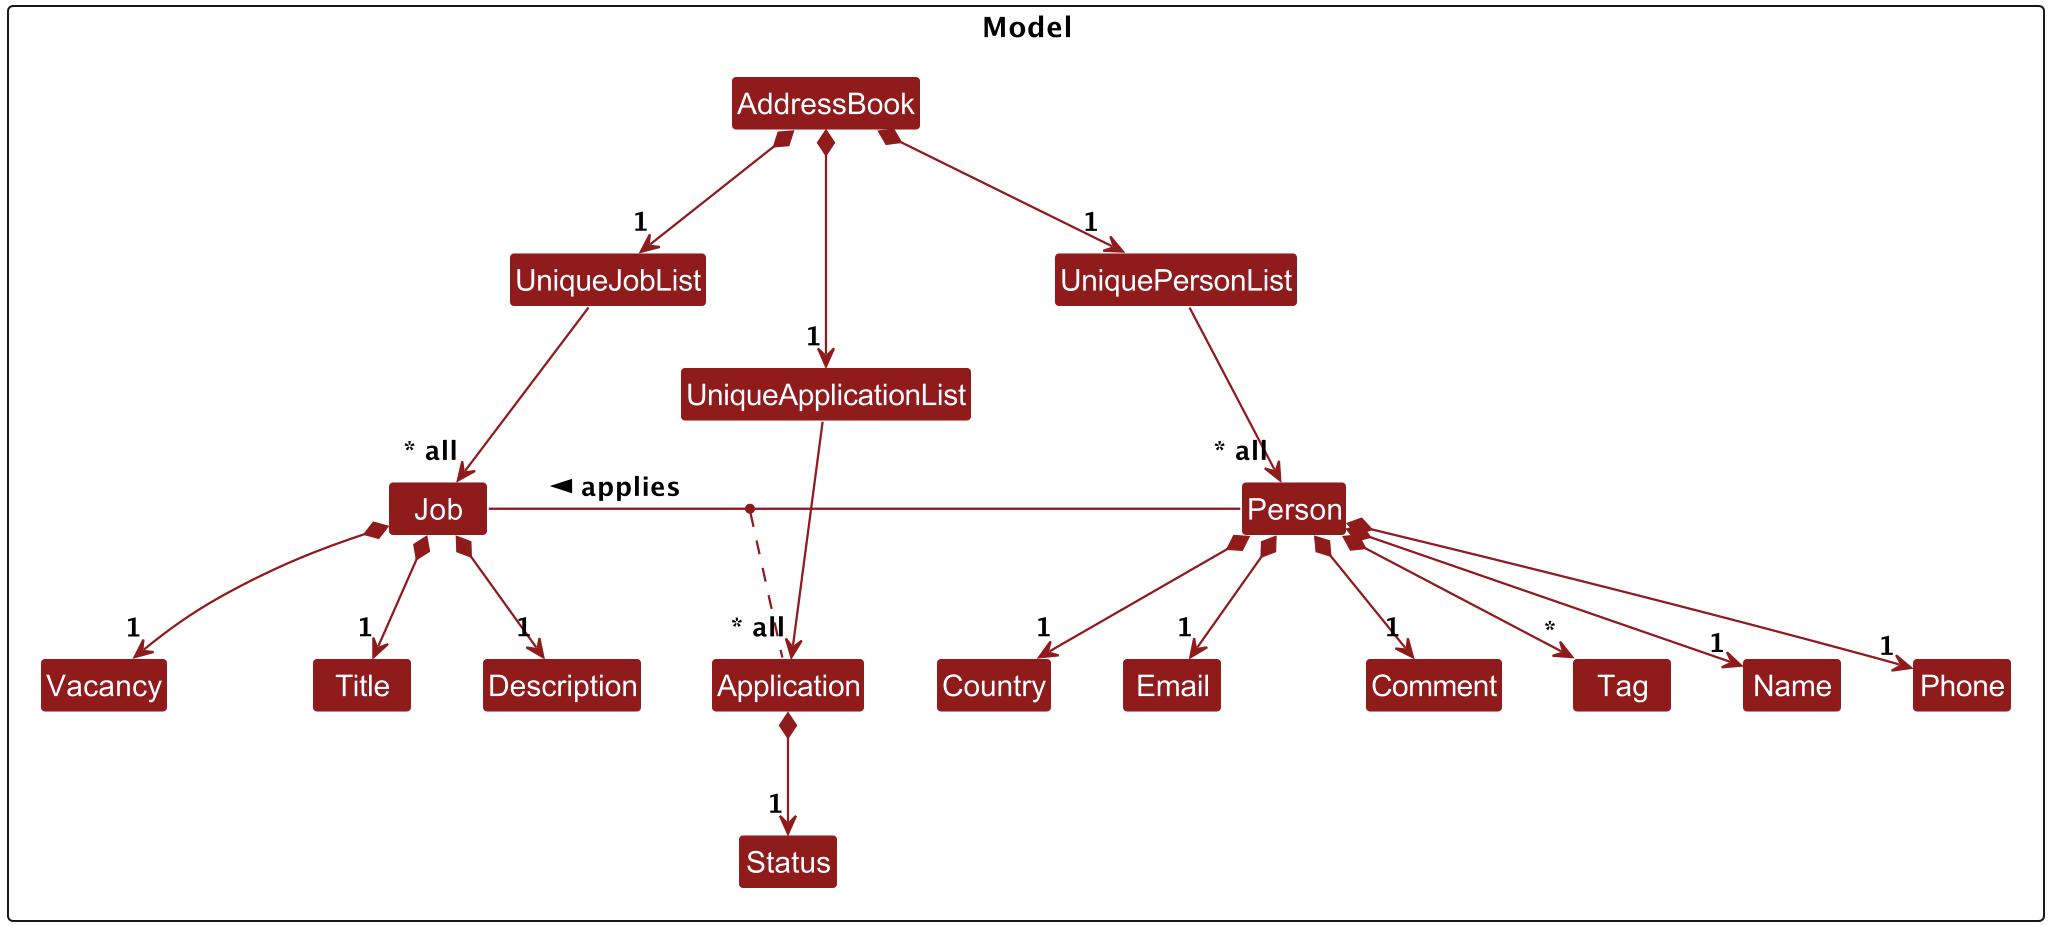 Model
AddressBook
1
1
UniqueJobList
UniquePersonList
1
UniqueApplicationList
* all
* all
◄ applies
Job
Person
1
1
1
* all
1
1
1
*
1
1
Vacancy
Title
Description
Application
Country
Email
Comment
Tag
Name
Phone
1
Status